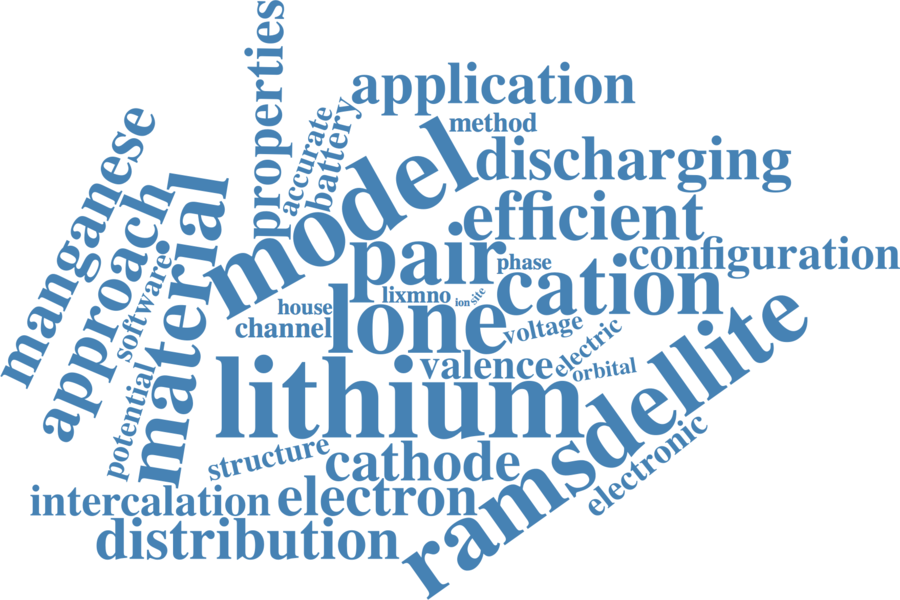 properties
application
manganese
accurate
battery
method
model
discharging
approach
material
efficient
pair
phase
configuration
software
cation
lixmno
ion
site
house
lone
channel
voltage
electric
valence
orbital
ramsdellite
lithium
potential
structure
cathode
electronic
intercalation
electron
distribution